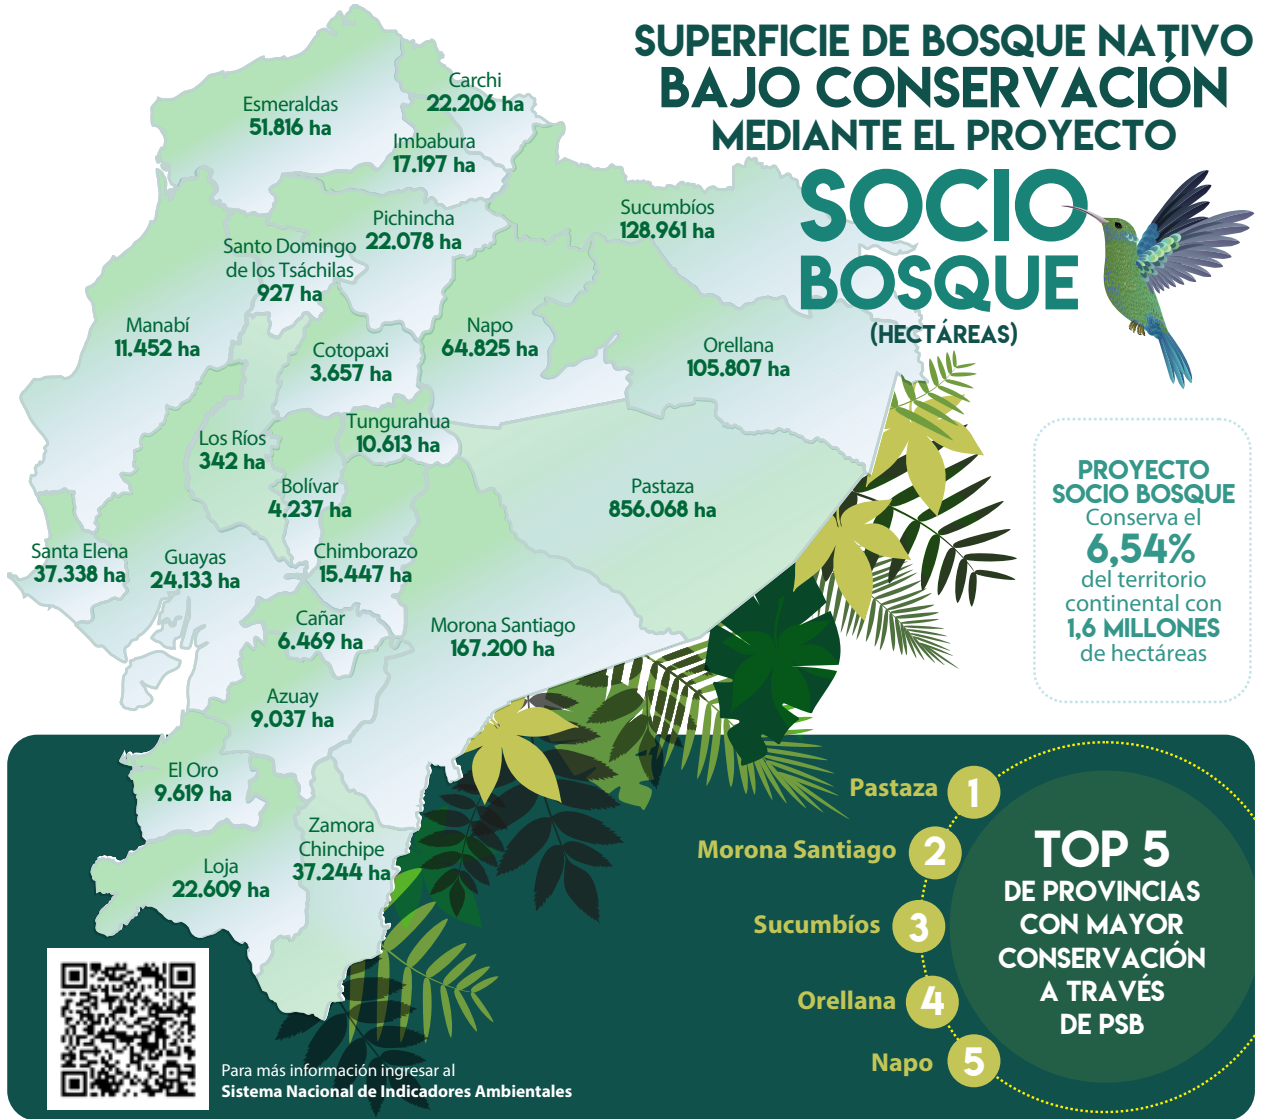 SUPERFICIE DE BOSQUE NATIVO
BAJO CONSERVACIÓN
MEDIANTE EL PROYECTO
SOCIO
BOSQUE
(HECTÁREAS)
Carchi
22.206 ha
Esmeraldas
51.816 ha
Imbabura
17.197 ha
Sucumbíos
128.961 ha
Pichincha
22.078 ha
Santo Domingo
de los Tsáchilas
927 ha
Manabí
11.452 ha
Cotopaxi
3.657 ha
Napo
64.825 ha
Orellana
105.807 ha
Tungurahua
10.613 ha
Los Ríos
342 ha
Bolívar
4.237 ha
Pastaza
856.068 ha
Santa Elena
37.338 ha
Guayas
24.133 ha
Chimborazo
15.447 ha
Cañar
6.469 ha
Morona Santiago
167.200 ha
Azuay
9.037 ha
El Oro
9.619 ha
Zamora
Chinchipe
37.244 ha
Loja
22.609 ha
PROYECTO
SOCIO BOSQUE
Conserva el
6,54%
del territorio
continental con
1,6 MILLONES
de hectáreas
Pastaza 1
Morona Santiago 2
Sucumbíos 3
Orellana 4
Napo 5
TOP 5
DE PROVINCIAS
CON MAYOR
CONSERVACIÓN
A TRAVÉS
DE PSB
Para más información ingresar al
Sistema Nacional de Indicadores Ambientales